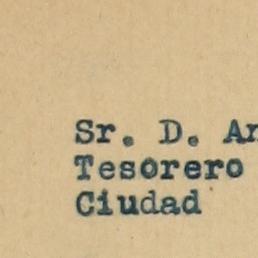 Sr. D. An
Tesorero
Ciudad